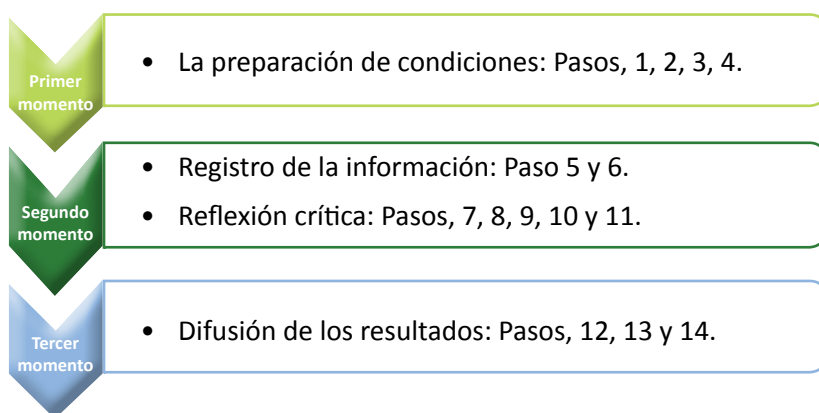 Primer
momento
• La preparación de condiciones: Pasos, 1, 2, 3, 4.
Segundo
momento
• Registro de la información: Paso 5 y 6.
• Reflexión crítica: Pasos, 7, 8, 9, 10 y 11.
Tercer
momento
• Difusión de los resultados: Pasos, 12, 13 y 14.